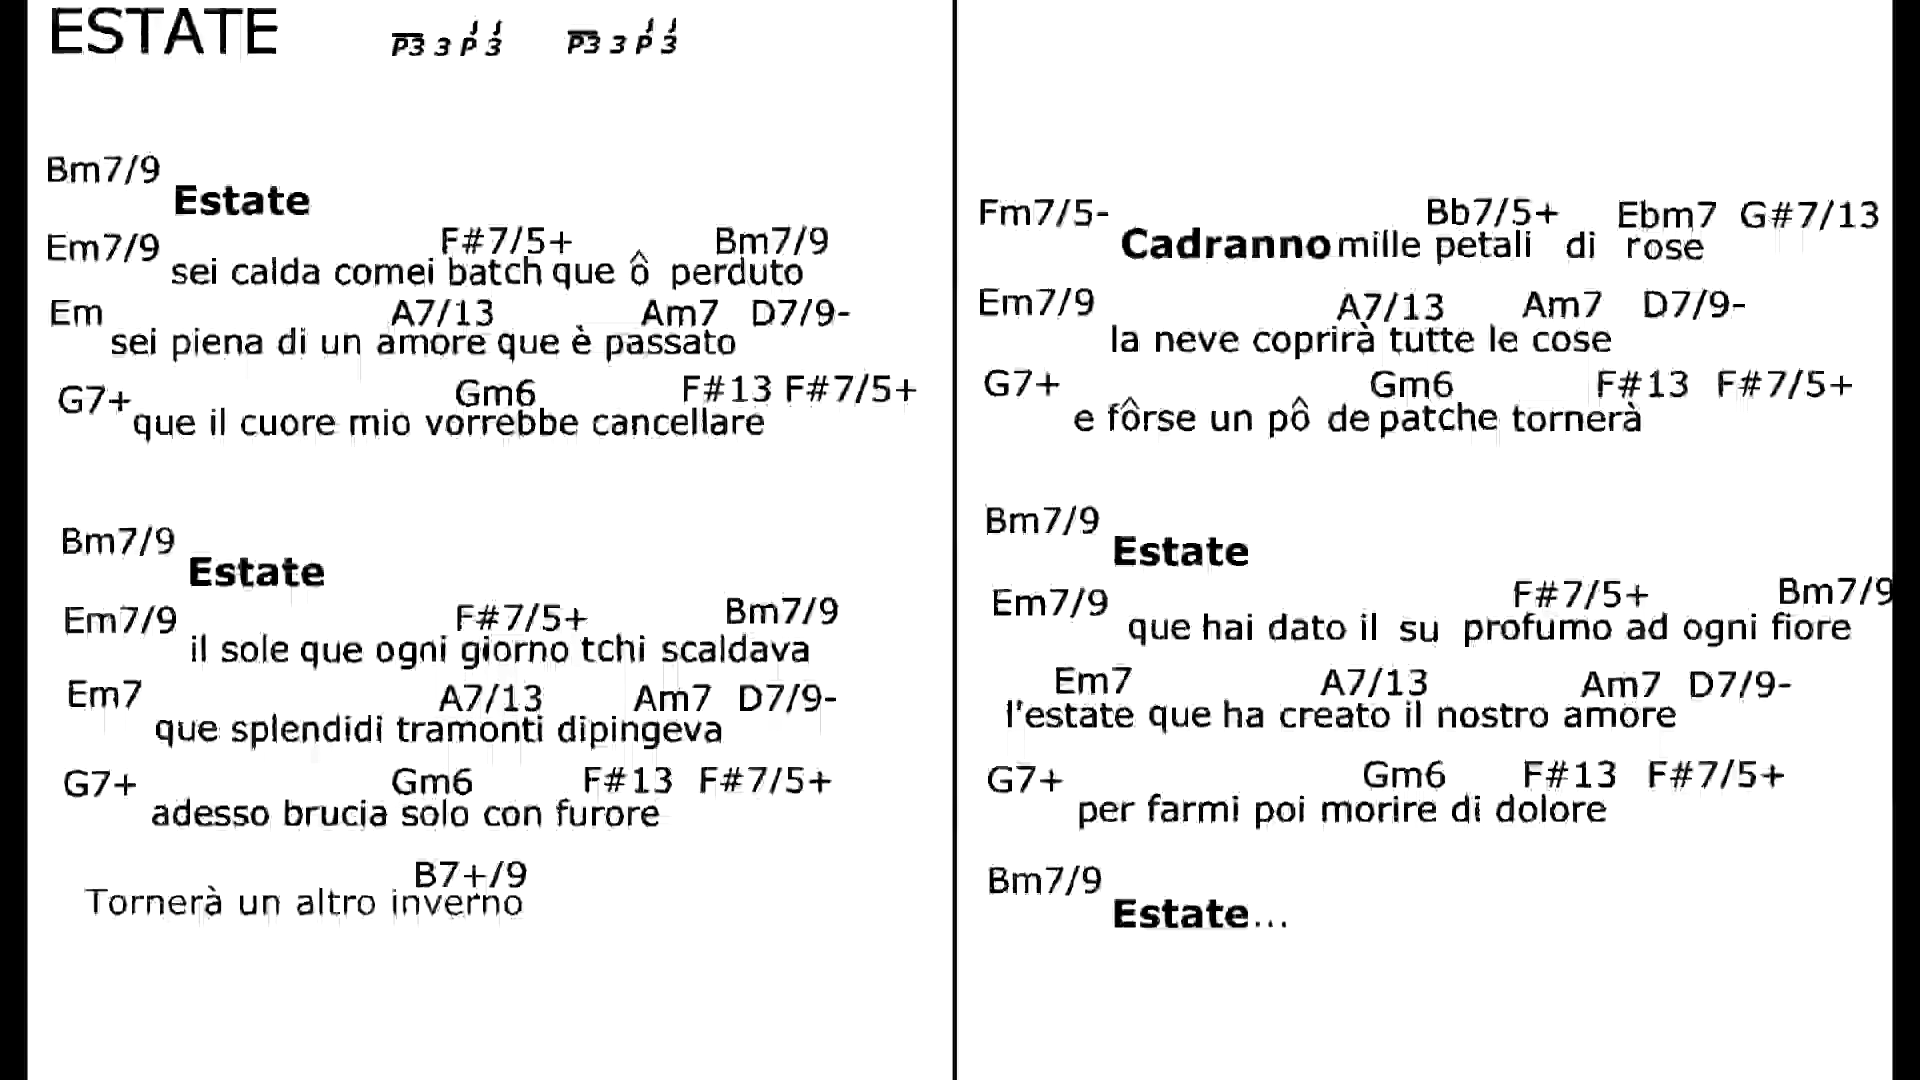 ESTATE P3 3 P 3 P3 3 P 3
Bm7/9
Estate
Em7/9 F#7/5+ Bm7/9
sei calda comei batch que ô perduto
Em A7/13 Am7 D7/9-
sei piena di un amore que è passato
G7+ Gm6 F#13 F#7/5+
que il cuore mio vorrebbe cancellare
Bm7/9
Estate
Em7/9 F#7/5+ Bm7/9
il sole que ogni giorno tchi scaldava
Em7 A7/13 Am7 D7/9-
que splendidi tramonti dipingeva
G7+ Gm6 F#13 F#7/5+
adesso brucia solo con furore
B7+/9
Tornerà un altro inverno
Fm7/5- Bb7/5+ Ebm7 G#7/13
Cadranno mille petali di rose
Em7/9 A7/13 Am7 D7/9-
la neve coprirà tutte le cose
G7+ Gm6 F#13 F#7/5+
e fôrse un pô de patche tornerà
Bm7/9
Estate
Em7/9 F#7/5+ Bm7/9
que hai dato il su profumo ad ogni fiore
Em7 A7/13 Am7 D7/9-
l'estate que ha creato il nostro amore
G7+ Gm6 F#13 F#7/5+
per farmi poi morire di dolore
Bm7/9
Estate...